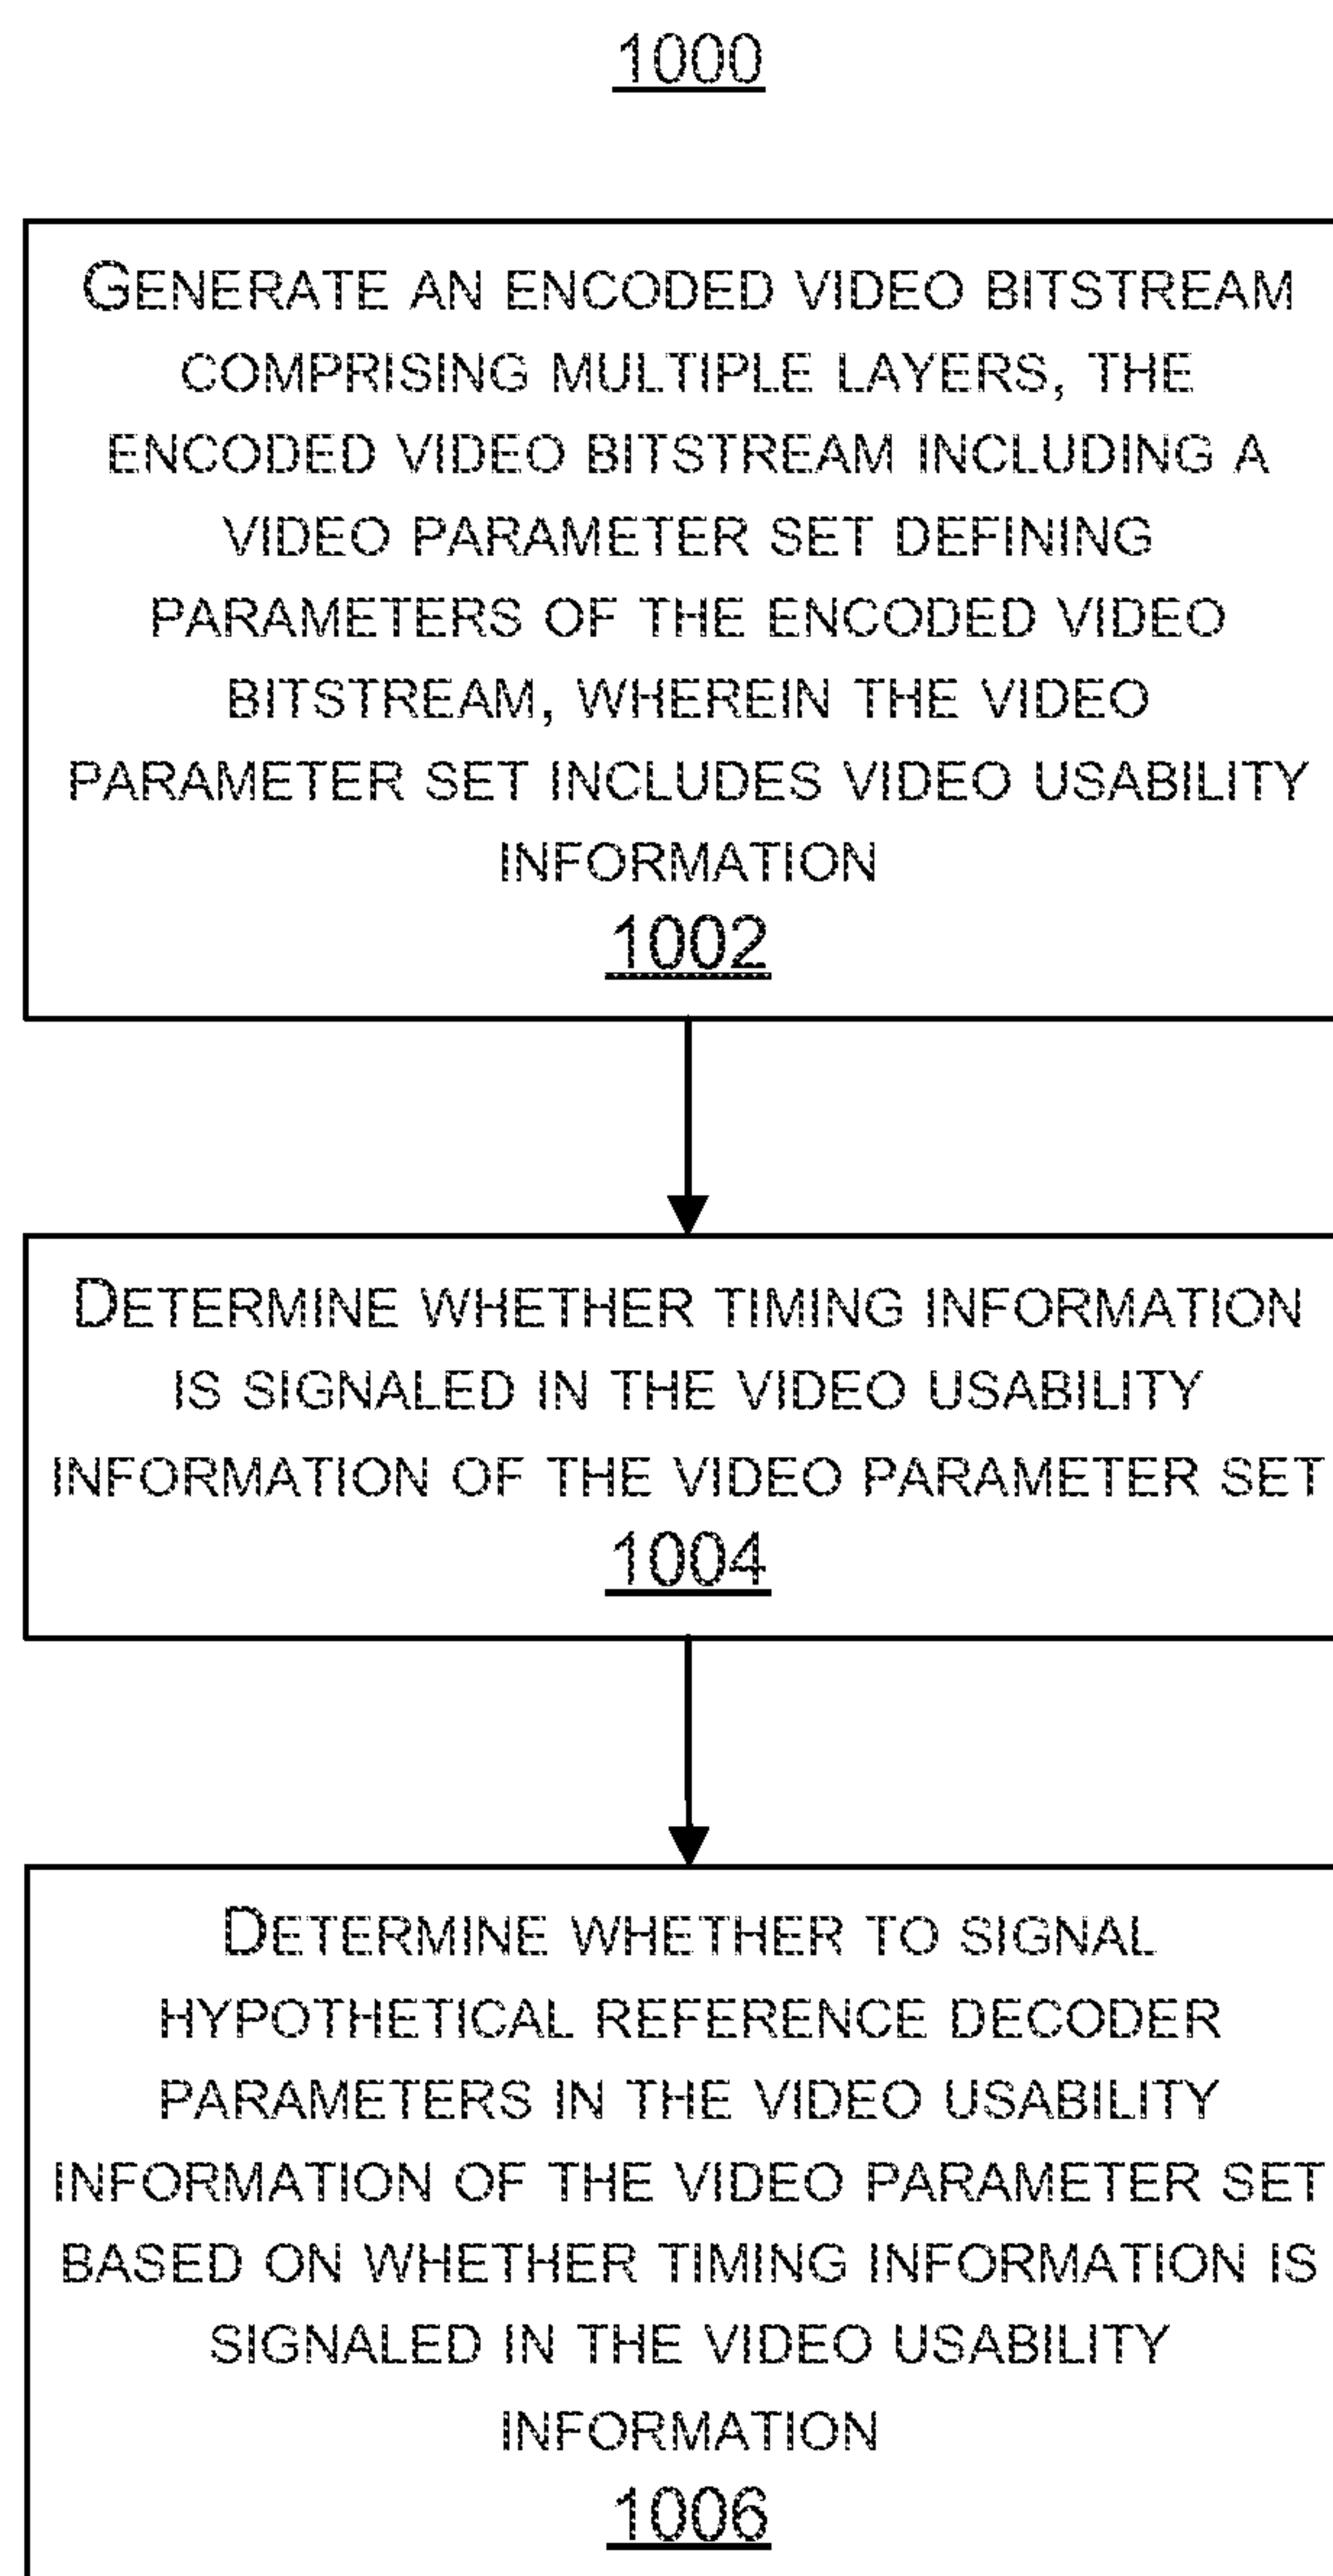 1000
GENERATE AN ENCODED VIDEO BITSTREAM
COMPRISING MULTIPLE LAYERS, THE
ENCODED VIDEO BITSTREAM INCLUDING A
VIDEO PARAMETER SET DEFINING
PARAMETERS OF THE ENCODED VIDEO
BITSTREAM, WHEREIN THE VIDEO
PARAMETER SET INCLUDES VIDEO USABILITY
INFORMATION
1002
DETERMINE WHETHER TIMING INFORMATION
IS SIGNALED IN THE VIDEO USABILITY
INFORMATION OF THE VIDEO PARAMETER SET
1004
DETERMINE WHETHER TO SIGNAL
HYPOTHETICAL REFERENCE DECODER
PARAMETERS IN THE VIDEO USABILITY
INFORMATION OF THE VIDEO PARAMETER SET
BASED ON WHETHER TIMING INFORMATION IS
SIGNALED IN THE VIDEO USABILITY
INFORMATION
1006